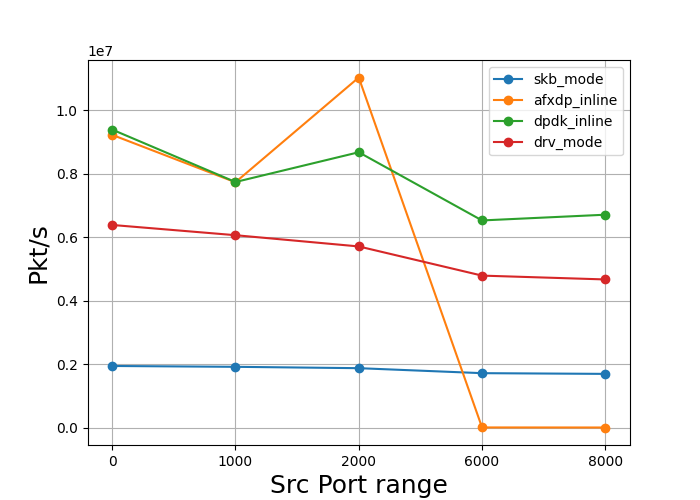 1e7
skb_mode
afxdp_inline
dpdk_inline
drv_mode
1.0
0.8
0.6
0.4
0.2
0.0
Pkt/s
0 1000 2000 6000 8000
Src Port range